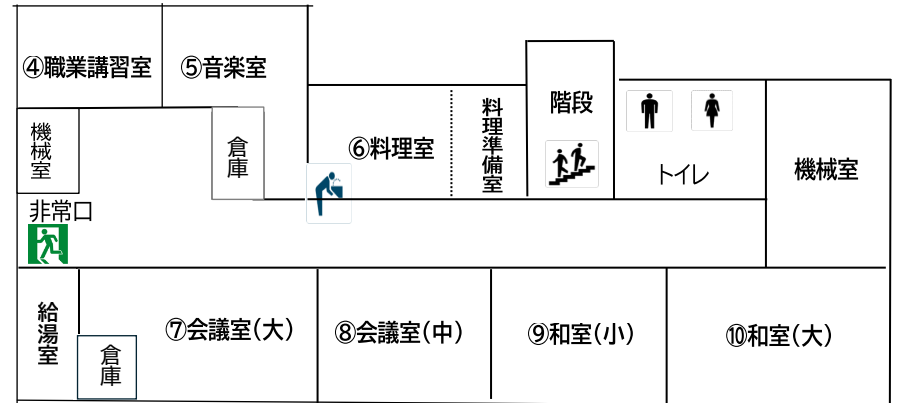 ④職業講習室
⑤音楽室
階段
料理準備室
⑥料理室
機械室
倉庫
トイレ
機械室
非常口
給湯室
⑦会議室(大)
⑧会議室(中)
⑨和室(小)
⑩和室(大)
倉庫